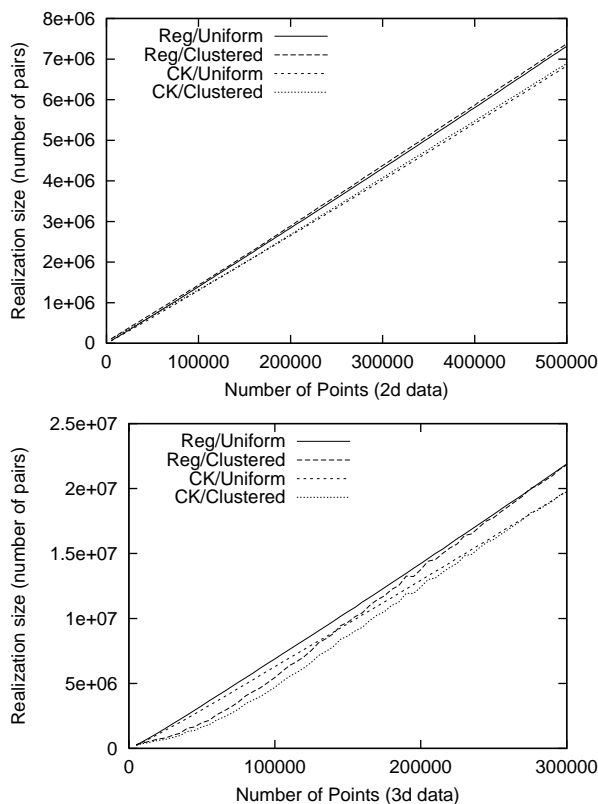 Realization size (number of pairs)
8e+06
7e+06
6e+06
5e+06
4e+06
3e+06
2e+06
1e+06
0
Reg/Uniform
Reg/Clustered
CK/Uniform
CK/Clustered
0 100000 200000 300000 400000 500000
Number of Points (2d data)
Realization size (number of pairs)
2.5e+07
2e+07
1.5e+07
1e+07
5e+06
0
Reg/Uniform
Reg/Clustered
CK/Uniform
CK/Clustered
0 100000 200000 300000
Number of Points (3d data)